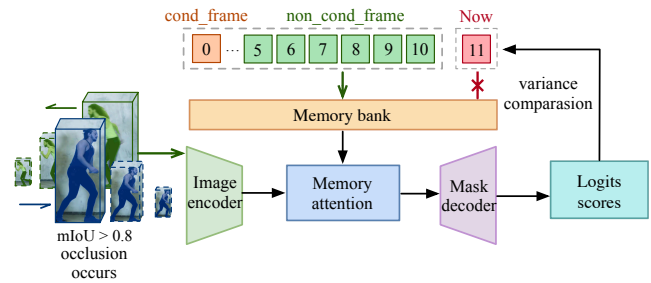 cond_frame non_cond_frame Now
0 ... 5 6 7 8 9 10 11
variance
comparasion
Memory bank
Image
encoder
Memory
attention
Mask
decoder
Logits
scores
mIoU > 0.8
occlusion
occurs